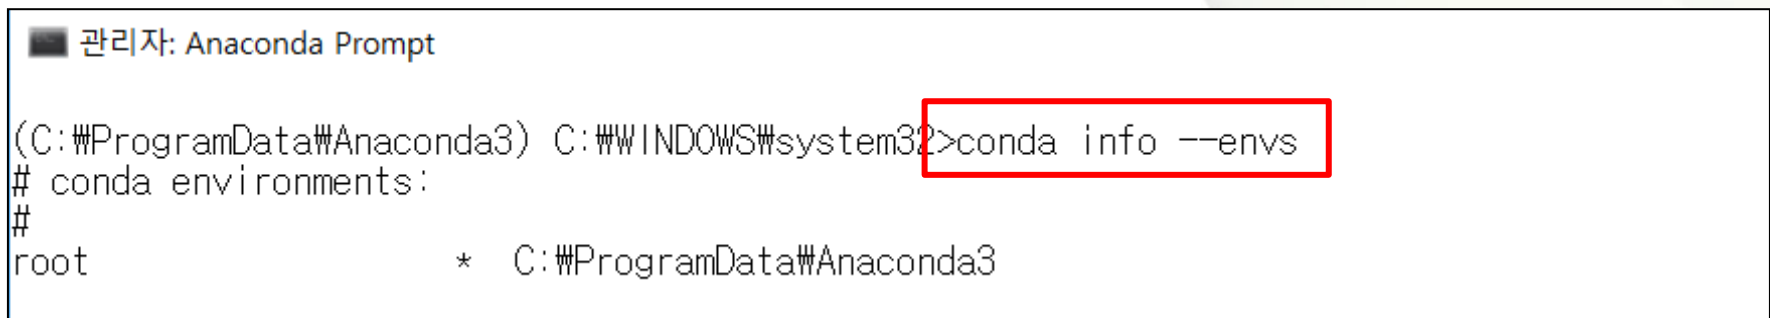 관리자: Anaconda Prompt
(C:₩ProgramData₩Anaconda3) C:₩WINDOWS₩system32>conda info --envs
# conda environments:
#
root * C:₩ProgramData₩Anaconda3